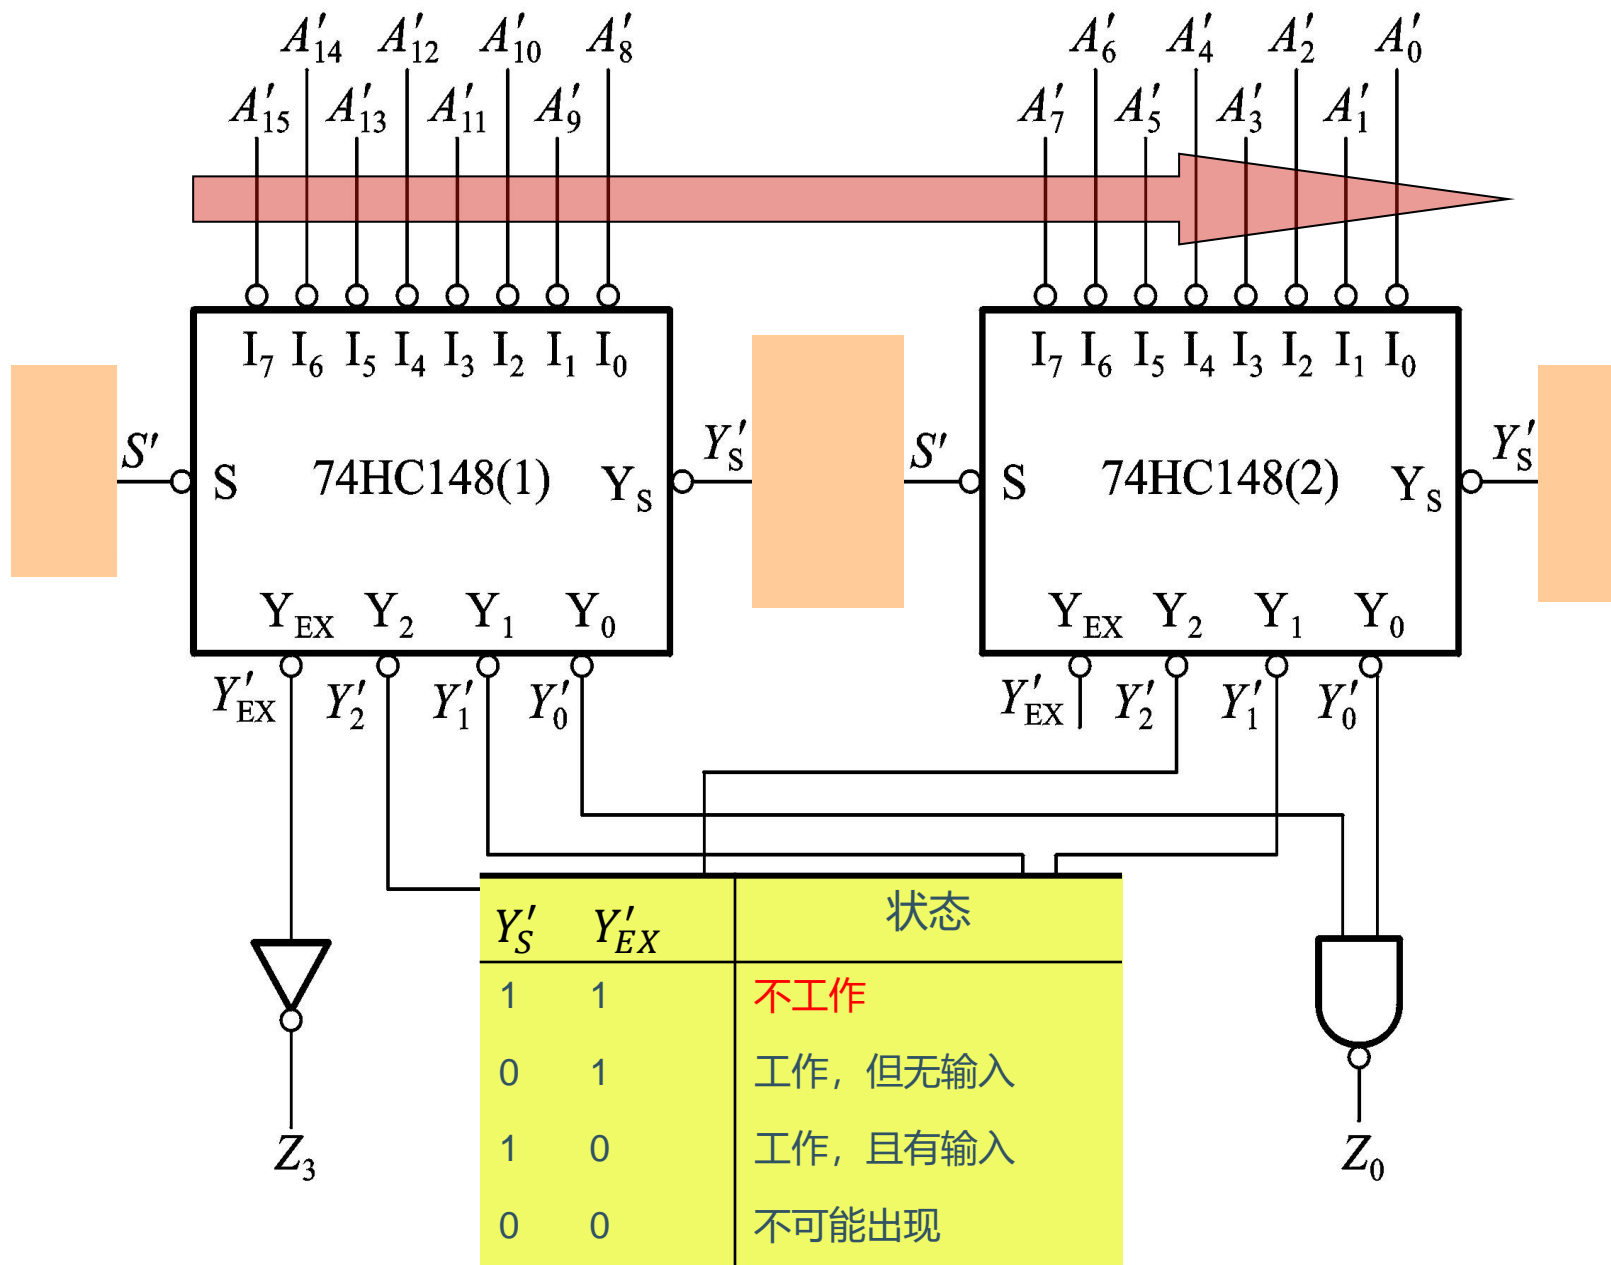 A′14 A′12 A′10 A′8 A′6 A′4 A′2 A′0
A′15 A′13 A′11 A′9 A′7 A′5 A′3 A′1
I7 I6 I5 I4 I3 I2 I1 I0 I7 I6 I5 I4 I3 I2 I1 I0
S′ Y′S S′ Y′S
S 74HC148(1) YS S 74HC148(2) YS
YEX Y2 Y1 Y0 YEX Y2 Y1 Y0
Y′EX Y′2 Y′1 Y′0 Y′EX Y′2 Y′1 Y′0
Y′S Y′EX 状态
1 1 不工作
0 1 工作，但无输入
1 0 工作，且有输入
0 0 不可能出现
Z3 Z0